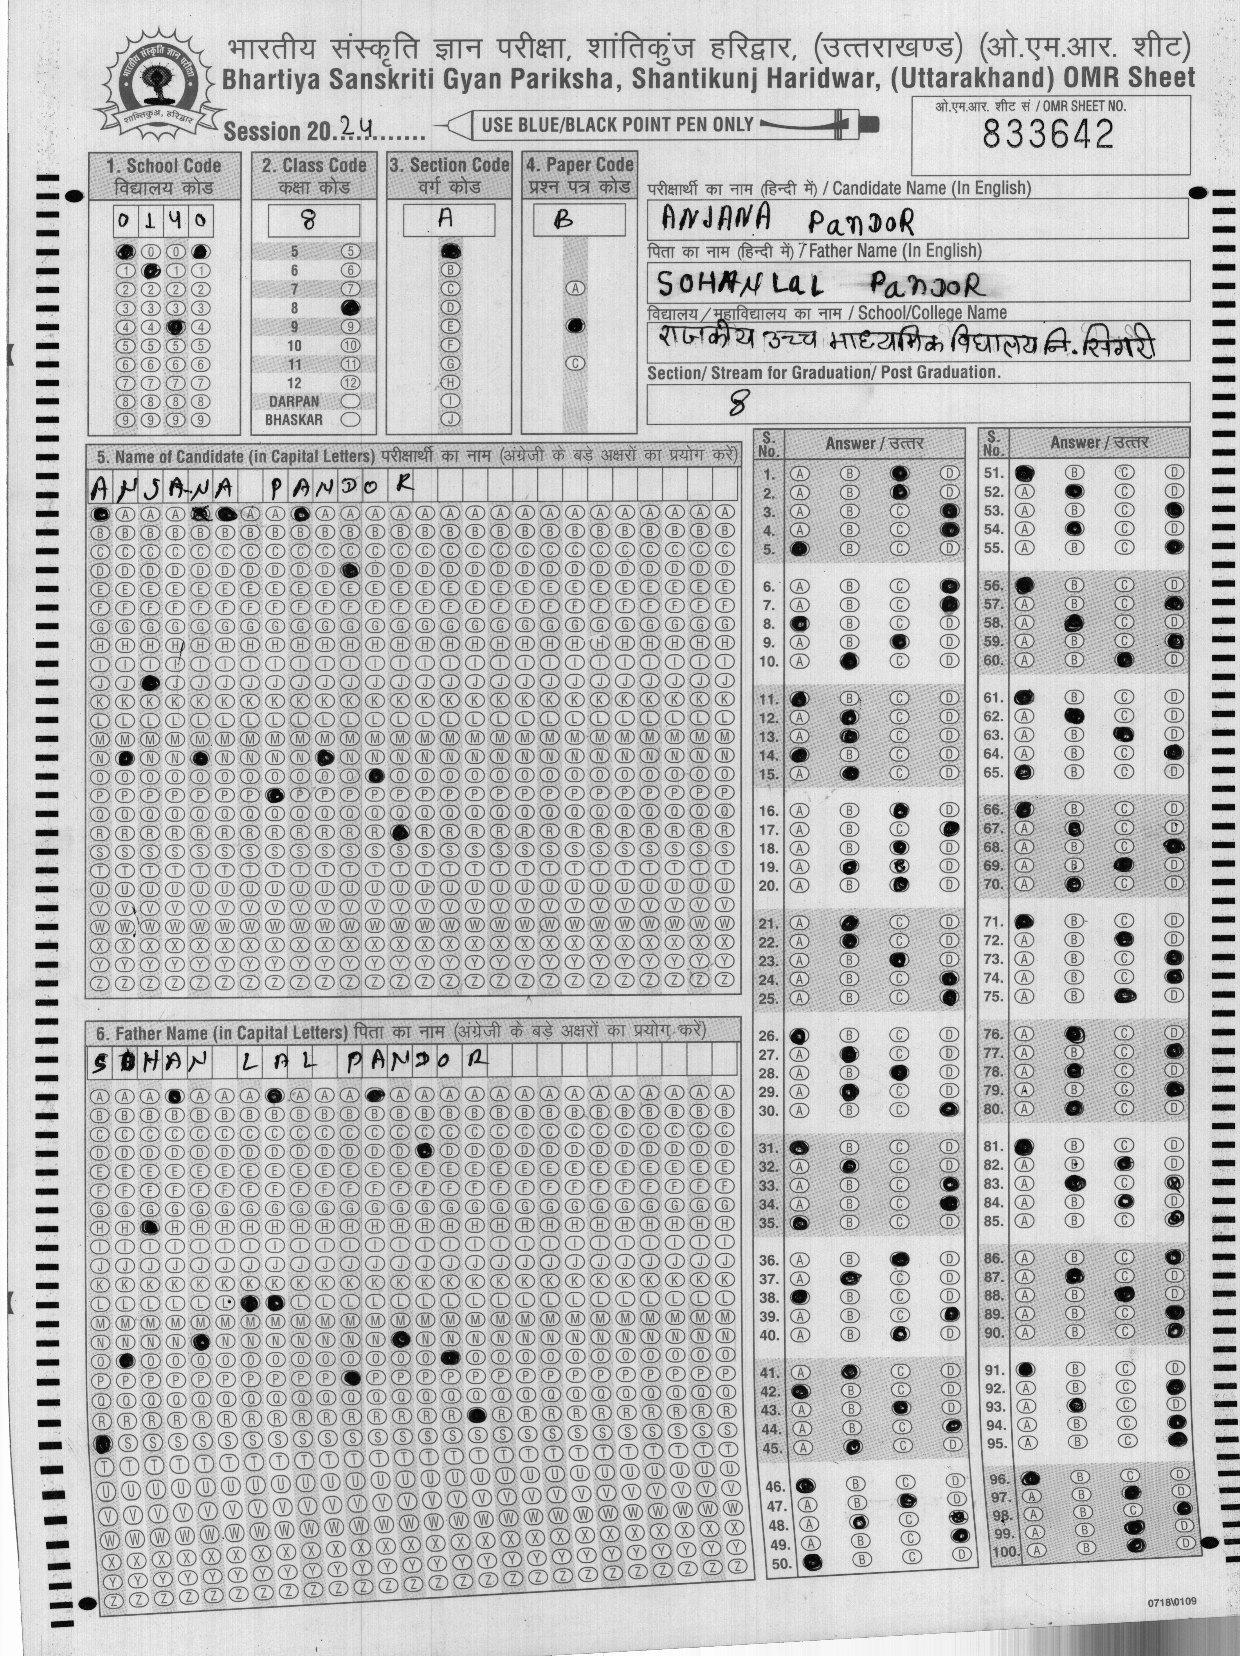 भारतीय संस्कृति ज्ञान परीक्षा, शांतिकुंज हरिद्वार, (उत्तराखण्ड) (ओ.एम.आर. शीट)
Bhartiya Sanskriti Gyan Pariksha, Shantikunj Haridwar, (Uttarakhand) OMR Sheet
Session 20..24............
USE BLUE/BLACK POINT PEN ONLY
ओ.एम.आर. शीट सं / OMR SHEET NO.
833642
1. School Code
विद्यालय कोड
0 1 4 0
2. Class Code
कक्षा कोड
8
5
6
7
8
9
10
11
12
DARPAN
BHASKAR
3. Section Code
वर्ग कोड
A
4. Paper Code
प्रश्न पत्र कोड
B
परीक्षार्थी का नाम (हिन्दी में) / Candidate Name (In English)
ANJANA PANDOR
पिता का नाम (हिन्दी में) / Father Name (In English)
SOHANLaL PaNDOR
विद्यालय/महाविद्यालय का नाम / School/College Name
राजकीय उच्च माध्यमिक विद्यालय
Section/ Stream for Graduation/ Post Graduation.
8
5. Name of Candidate (in Capital Letters) परीक्षार्थी का नाम (अंग्रेजी के बड़े अक्षरों का प्रयोग करें)
ANJANA PANDOR
6. Father Name (in Capital Letters) पिता का नाम (अंग्रेजी के बड़े अक्षरों का प्रयोग करें)
SOHAN LAL PANDOR
S. No. Answer / उत्तर
S. No. Answer / उत्तर
0718\0109